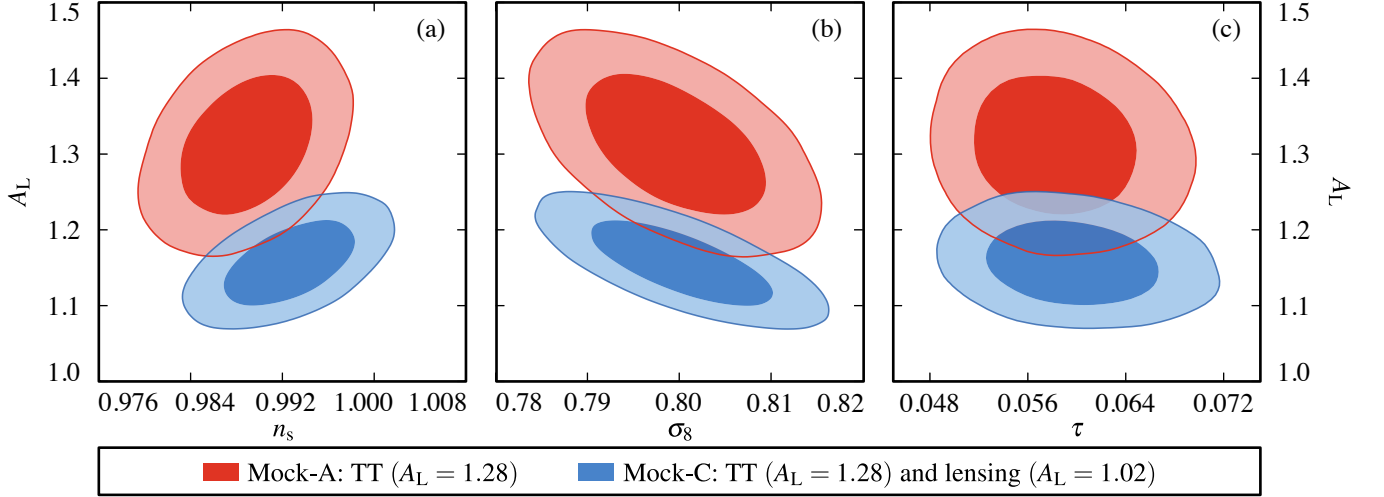 (a) (b) (c)
1.5 1.5
1.4 1.4
1.3 1.3
1.2 1.2
1.1 1.1
1.0 1.0
A_L A_L
0.976 0.984 0.992 1.000 1.008 0.78 0.79 0.80 0.81 0.82 0.048 0.056 0.064 0.072
n_s σ_8 τ
Mock-A: TT (A_L = 1.28) Mock-C: TT (A_L = 1.28) and lensing (A_L = 1.02)